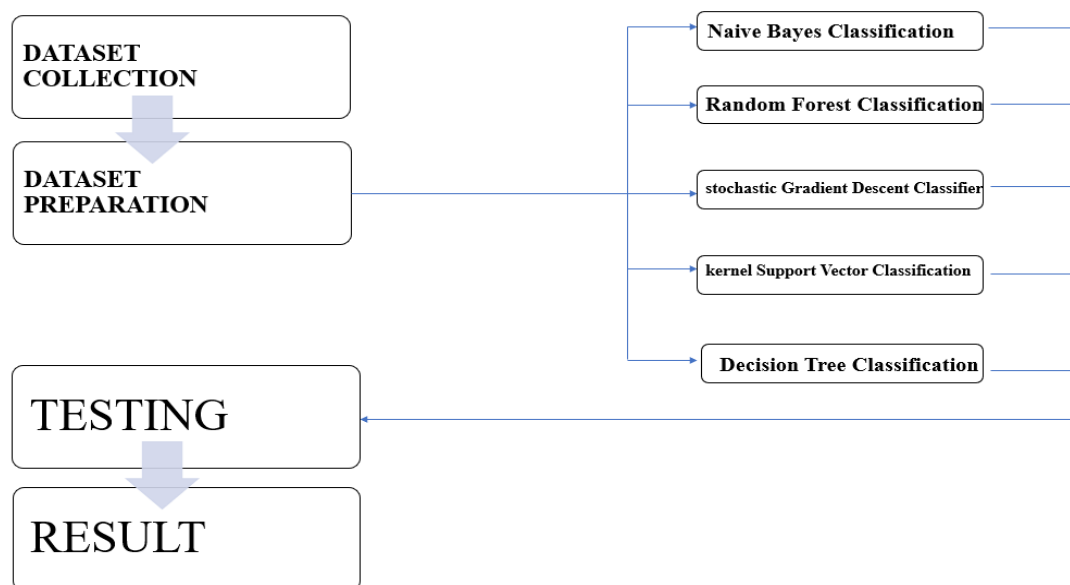 DATASET
COLLECTION
DATASET
PREPARATION
Naive Bayes Classification
Random Forest Classification
stochastic Gradient Descent Classifier
kernel Support Vector Classification
Decision Tree Classification
TESTING
RESULT